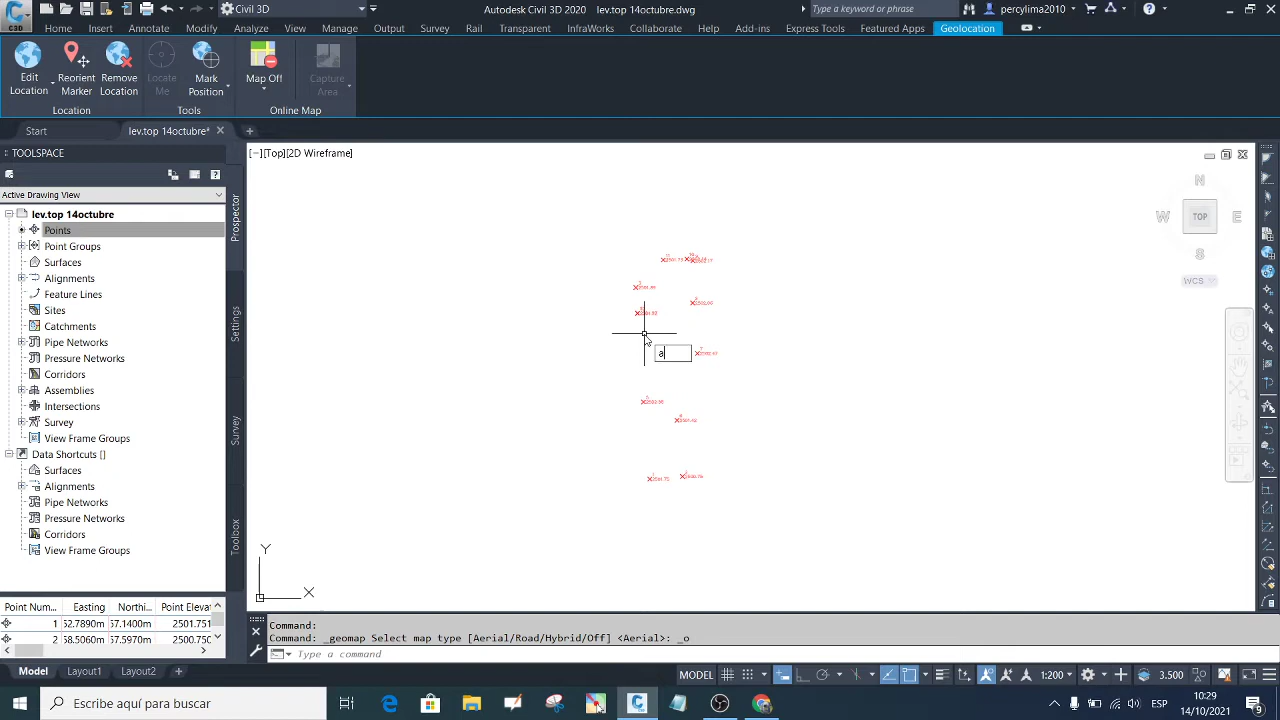 C3D
Civil 3D
Autodesk Civil 3D 2020 lev.top 14octubre.dwg
Type a keyword or phrase
percylima2010
Home Insert Annotate Modify Analyze View Manage Output Survey Rail Transparent InfraWorks Collaborate Help Add-ins Express Tools Featured Apps Geolocation
Edit Location
Reorient Marker
Remove Location
Locate Me
Mark Position
Map Off
Capture Area
Location Tools Online Map
Start lev.top 14octubre*
TOOLSPACE
[−][Top][2D Wireframe]
Active Drawing View
lev.top 14octubre
Points
Point Groups
Surfaces
Alignments
Feature Lines
Sites
Catchments
Pipe Networks
Pressure Networks
Corridors
Assemblies
Intersections
Survey
View Frame Groups
Data Shortcuts []
Surfaces
Alignments
Pipe Networks
Pressure Networks
Corridors
View Frame Groups
Prospector
Settings
Survey
Toolbox
N
W TOP E
S
WCS
a
Y
X
Point Num... Easting Northi... Point Eleva
1 62.7890m 57.1400m 2501.751
2 58.5060m 57.5970m 2500.750
Command:
Command: _geomap Select map type [Aerial/Road/Hybrid/Off] <Aerial>: _o
Type a command
Model Layout1 Layout2 +
MODEL
1:200
3.500
Escribe aquí para buscar
ESP
10:29
14/10/2021